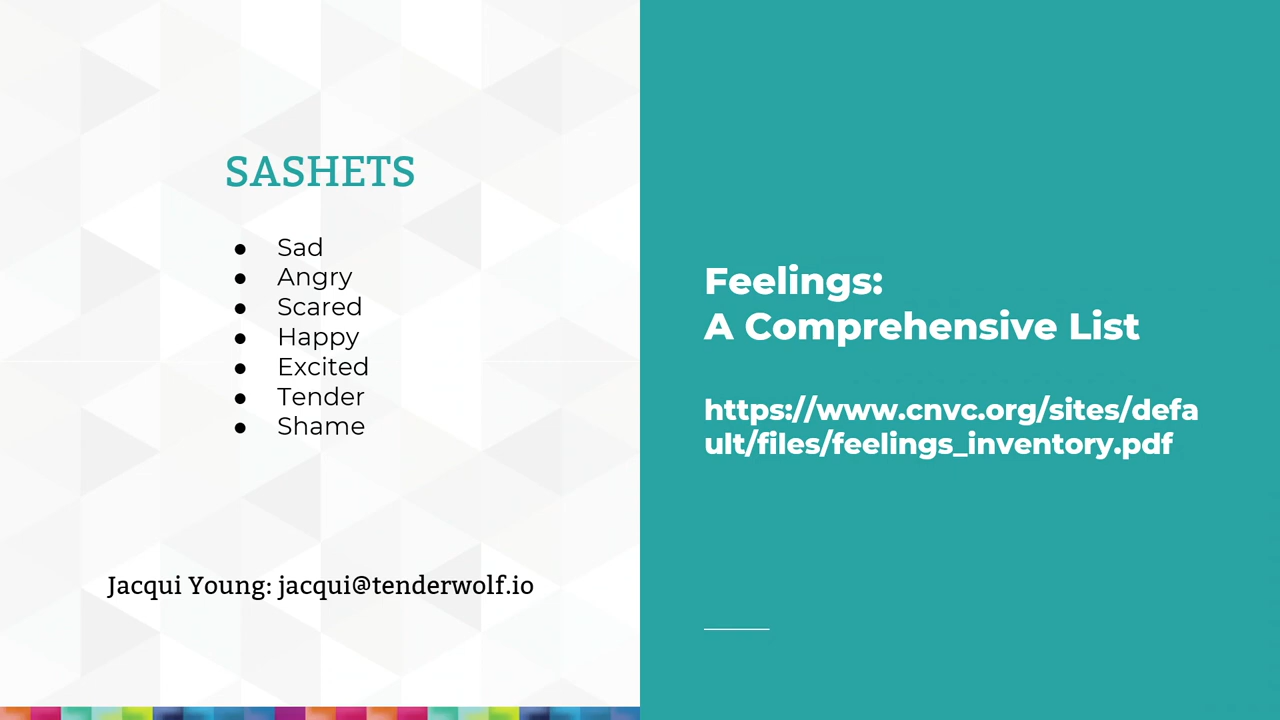 SASHETS
● Sad
● Angry
● Scared
● Happy
● Excited
● Tender
● Shame
Jacqui Young: jacqui@tenderwolf.io
Feelings:
A Comprehensive List
https://www.cnvc.org/sites/defa
ult/files/feelings_inventory.pdf